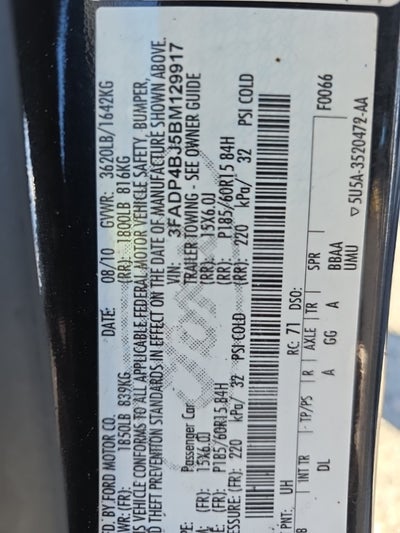 MFD. BY FORD MOTOR CO. DATE: 08/10 GVWR: 3620LB/1642KG
(FR): 1850LB 839KG (RR): 1800LB 816KG
VEHICLE CONFORMS TO ALL APPLICABLE FEDERAL MOTOR VEHICLE SAFETY, BUMPER,
AND THEFT PREVENTION STANDARDS IN EFFECT ON THE DATE OF MANUFACTURE SHOWN ABOVE.
VIN: 3FADP4BJ5BM129917
Passenger Car TRAILER TOWING - SEE OWNER GUIDE
(FR): 15X6.0J (RR): 15X6.0J
(FR): P185/60R15 84H (RR): P185/60R15 84H
(FR): 220 kPa/ 32 PSI COLD (RR): 220 kPa/ 32 PSI COLD
PNT: UH RC: 71 DSO: F0066
INT TR TP/PS R AXLE TR SPR
DL A GG A BBAA
UMU ▽5U5A-3520472-AA